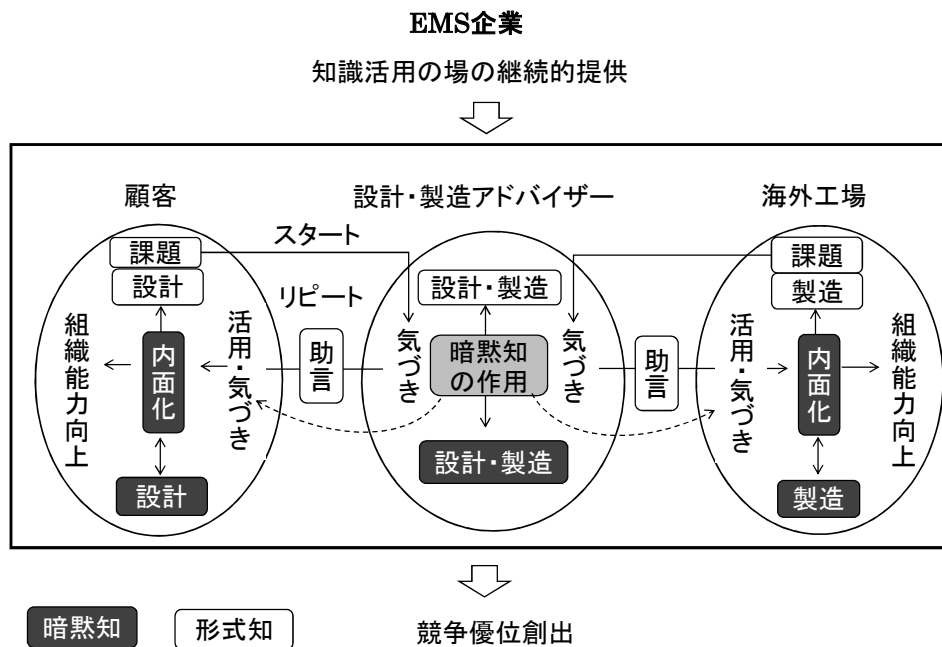 EMS企業
知識活用の場の継続的提供
顧客
設計・製造アドバイザー
海外工場
課題
設計
スタート
リピート
組織能力向上
内面化
活用・気づき
助言
設計
設計・製造
気づき
暗黙知
の作用
気づき
設計・製造
助言
課題
製造
活用・気づき
内面化
組織能力向上
製造
暗黙知
形式知
競争優位創出